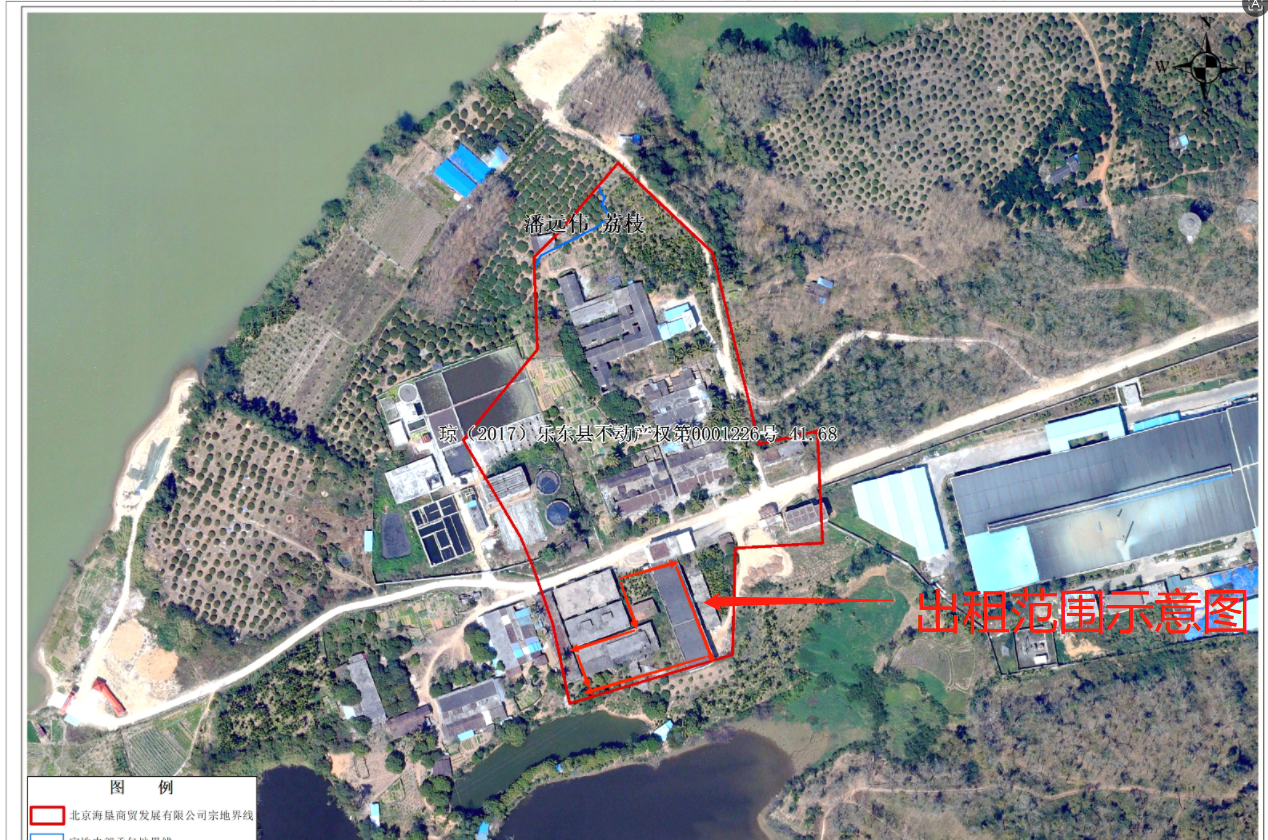 N
W
E
潘远伟 荔枝
琼（2017）乐东县不动产权第0001226号 41.68
出租范围示意图
图 例
北京海垦商贸发展有限公司宗地界线